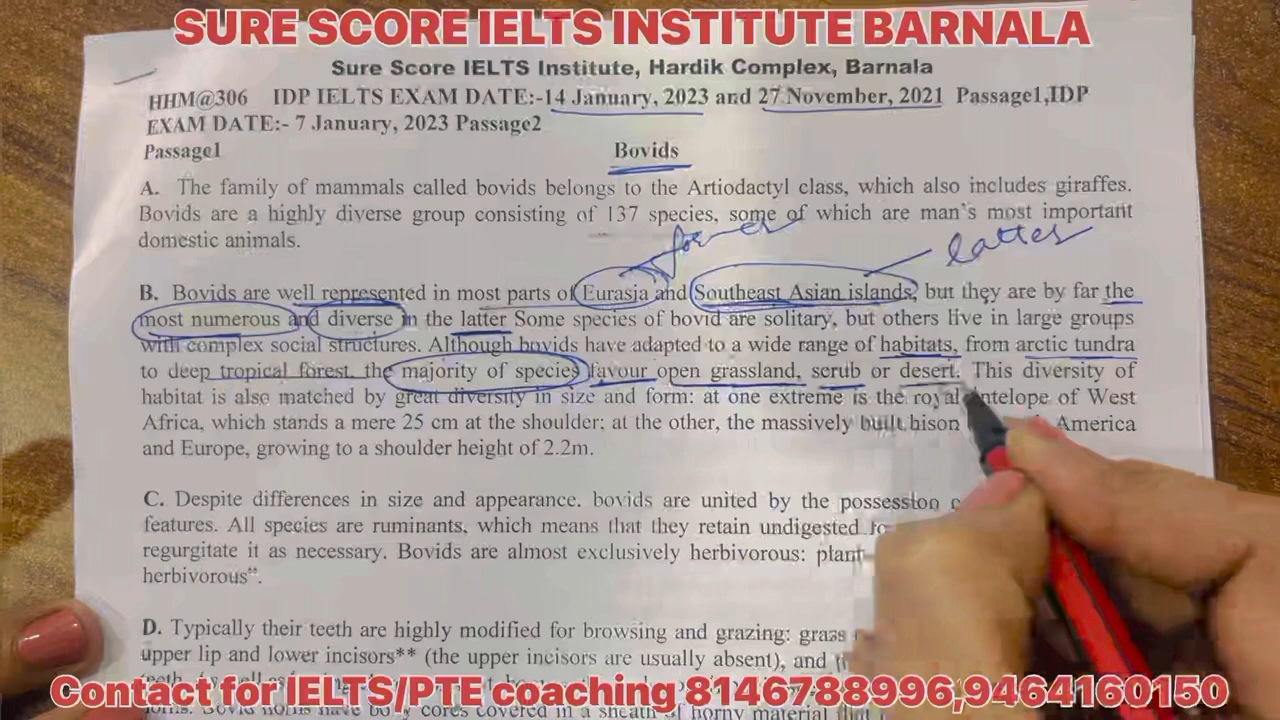 SURE SCORE IELTS INSTITUTE BARNALA
Sure Score IELTS Institute, Hardik Complex, Barnala
HHM@306 IDP IELTS EXAM DATE:-14 January, 2023 and 27 November, 2021 Passage1,IDP
EXAM DATE:- 7 January, 2023 Passage2
Passage1 Bovids
A. The family of mammals called bovids belongs to the Artiodactyl class, which also includes giraffes.
Bovids are a highly diverse group consisting of 137 species, some of which are man's most important
domestic animals.
former latter
B. Bovids are well represented in most parts of Eurasia and Southeast Asian islands, but they are by far the
most numerous and diverse in the latter Some species of bovid are solitary, but others live in large groups
with complex social structures. Although bovids have adapted to a wide range of habitats, from arctic tundra
to deep tropical forest, the majority of species favour open grassland, scrub or desert. This diversity of
habitat is also matched by great diversity in size and form: at one extreme is the royal antelope of West
Africa, which stands a mere 25 cm at the shoulder; at the other, the massively built bison America
and Europe, growing to a shoulder height of 2.2m.
C. Despite differences in size and appearance. bovids are united by the possession
features. All species are ruminants, which means that they retain undigested
regurgitate it as necessary. Bovids are almost exclusively herbivorous: plant-
herbivorous".
D. Typically their teeth are highly modified for browsing and grazing: grass
upper lip and lower incisors** (the upper incisors are usually absent), and
Contact for IELTS/PTE coaching 8146788996,9464160150
horns. Bovid horns have bony cores covered in a sheath of horny material that